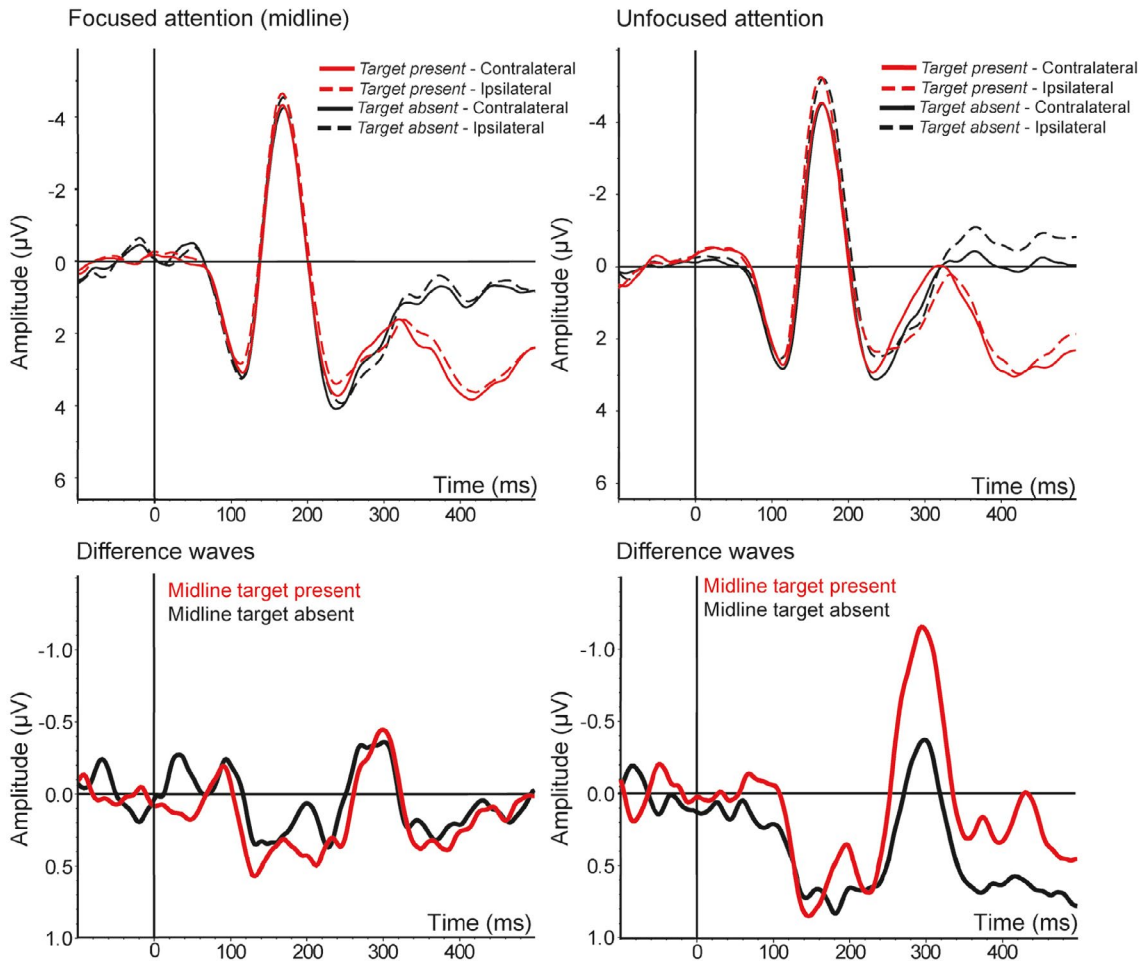 Focused attention (midline)
Target present - Contralateral
Target present - Ipsilateral
Target absent - Contralateral
Target absent - Ipsilateral
Amplitude (µV)
-4
-2
0
2
4
6
Time (ms)
0 100 200 300 400
Unfocused attention
Target present - Contralateral
Target present - Ipsilateral
Target absent - Contralateral
Target absent - Ipsilateral
Amplitude (µV)
-4
-2
0
2
4
6
Time (ms)
0 100 200 300 400
Difference waves
Midline target present
Midline target absent
Amplitude (µV)
-1.0
-0.5
0.0
0.5
1.0
Time (ms)
0 100 200 300 400
Difference waves
Midline target present
Midline target absent
Amplitude (µV)
-1.0
-0.5
0.0
0.5
1.0
Time (ms)
0 100 200 300 400